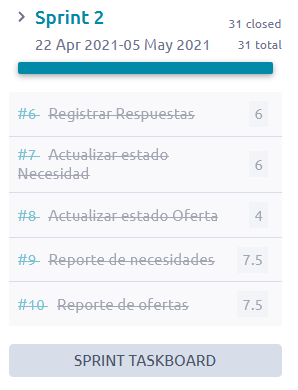 Sprint 2
31 closed
22 Apr 2021-05 May 2021
31 total
#6 Registrar Respuestas 6
#7 Actualizar estado
Necesidad 6
#8 Actualizar estado Oferta 4
#9 Reporte de necesidades 7.5
#10 Reporte de ofertas 7.5
SPRINT TASKBOARD